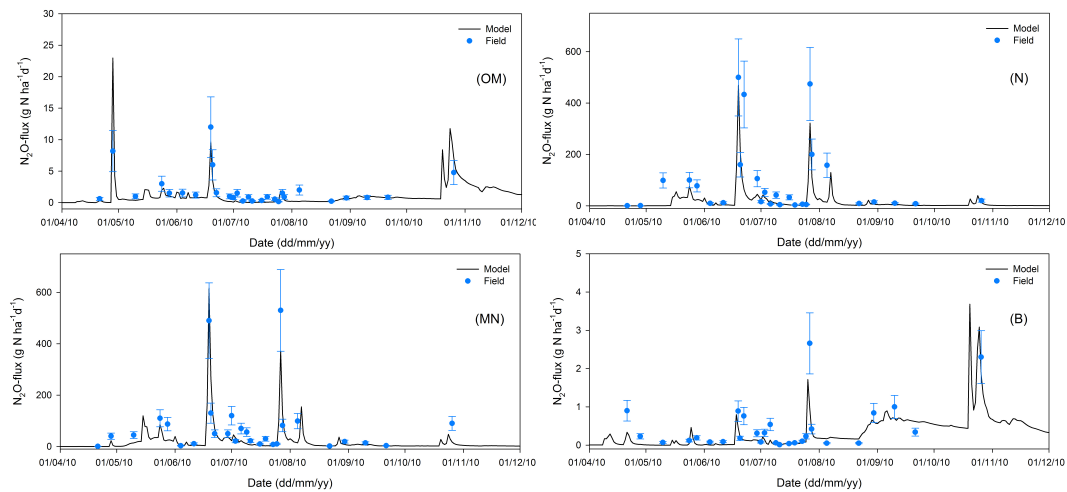 30
25
20
15
10
5
0
N₂O-flux (g N ha⁻¹d⁻¹)
Model
Field
(OM)
01/04/10 01/05/10 01/06/10 01/07/10 01/08/10 01/09/10 01/10/10 01/11/10 01/12/10
Date (dd/mm/yy)
600
400
200
0
N₂O-flux (g N ha⁻¹d⁻¹)
Model
Field
(N)
01/04/10 01/05/10 01/06/10 01/07/10 01/08/10 01/09/10 01/10/10 01/11/10 01/12/10
Date (dd/mm/yy)
600
400
200
0
N₂O-flux (g N ha⁻¹d⁻¹)
Model
Field
(MN)
01/04/10 01/05/10 01/06/10 01/07/10 01/08/10 01/09/10 01/10/10 01/11/10 01/12/10
Date (dd/mm/yy)
5
4
3
2
1
0
N₂O-flux (g N ha⁻¹d⁻¹)
Model
Field
(B)
01/04/10 01/05/10 01/06/10 01/07/10 01/08/10 01/09/10 01/10/10 01/11/10 01/12/10
Date (dd/mm/yy)